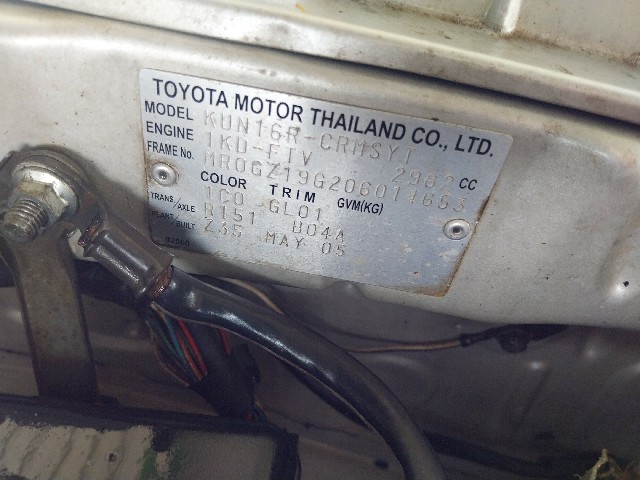 TOYOTA MOTOR THAILAND CO., LTD.
MODEL KUN16R-CRMSYT
ENGINE 1KD-FTV 2982 CC
FRAME NO.
COLOR TRIM GVM(KG)
1C0 GL01
TRANS./AXLE R151 B04A
PLANT/BUILT Z35 MAY 05